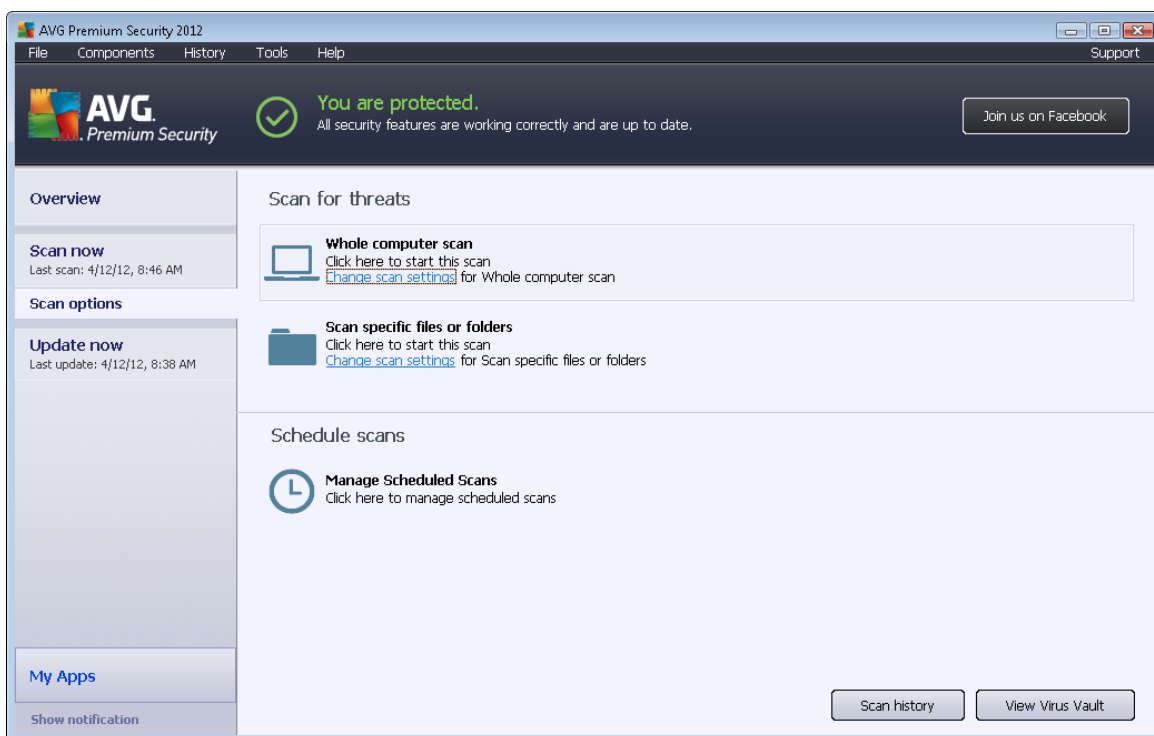 AVG Premium Security 2012
File Components History Tools Help Support
AVG.
Premium Security
You are protected.
All security features are working correctly and are up to date.
Join us on Facebook
Overview
Scan now
Last scan: 4/12/12, 8:46 AM
Scan options
Update now
Last update: 4/12/12, 8:38 AM
My Apps
Show notification
Scan for threats
Whole computer scan
Click here to start this scan
Change scan settings for Whole computer scan
Scan specific files or folders
Click here to start this scan
Change scan settings for Scan specific files or folders
Schedule scans
Manage Scheduled Scans
Click here to manage scheduled scans
Scan history
View Virus Vault